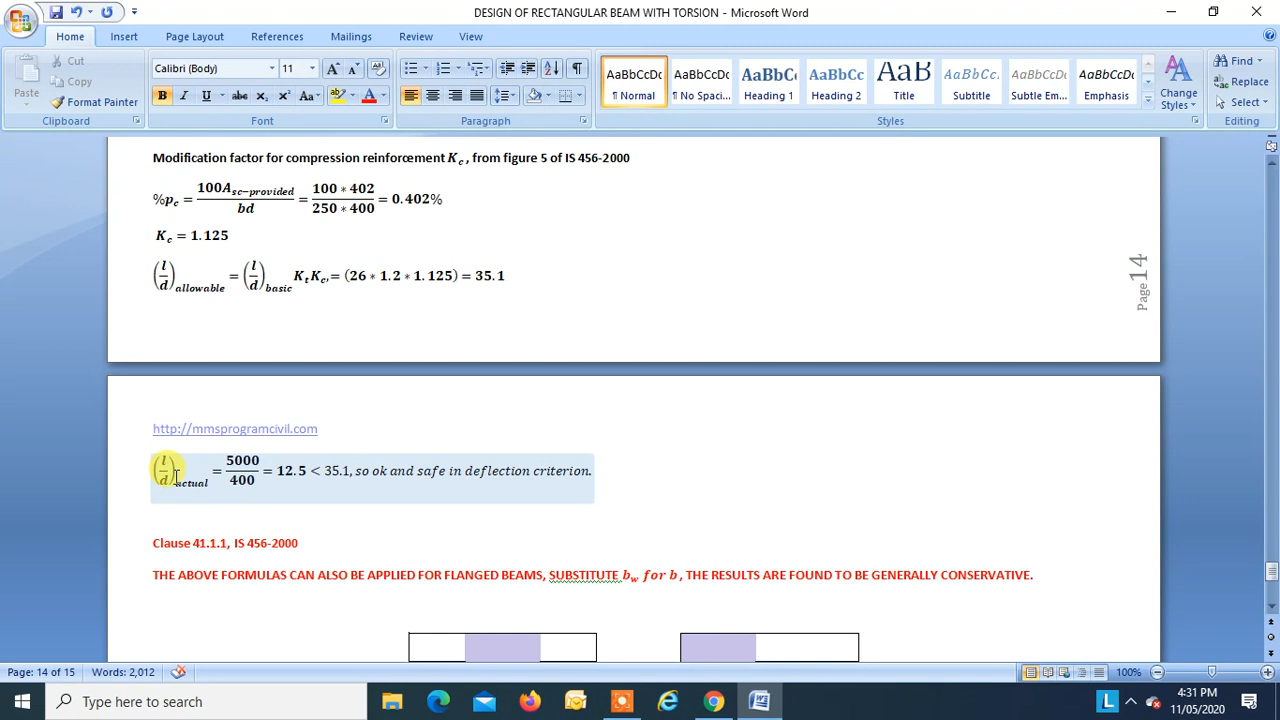 DESIGN OF RECTANGULAR BEAM WITH TORSION - Microsoft Word
Home Insert Page Layout References Mailings Review View
Paste Cut Copy Format Painter Clipboard
Calibri (Body) 11 Font
B I U abc x₂ x² Aa ab A
Paragraph
AaBbCcDc AaBbCcDc AaBbCc AaBbCc AaB AaBbCc. AaBbCcDc AaBbCcDc
¶ Normal ¶ No Spaci... Heading 1 Heading 2 Title Subtitle Subtle Em... Emphasis
Change Styles Styles
Find Replace Select Editing
Modification factor for compression reinforcement K_c, from figure 5 of IS 456-2000
%p_c = 100A_sc-provided / bd = 100 * 402 / 250 * 400 = 0.402%
K_c = 1.125
(l/d)_allowable = (l/d)_basic K_t K_c, = (26 * 1.2 * 1.125) = 35.1
Page 14
http://mmsprogramcivil.com
(l/d)_actual = 5000/400 = 12.5 < 35.1, so ok and safe in deflection criterion.
Clause 41.1.1, IS 456-2000
THE ABOVE FORMULAS CAN ALSO BE APPLIED FOR FLANGED BEAMS, SUBSTITUTE b_w for b, THE RESULTS ARE FOUND TO BE GENERALLY CONSERVATIVE.
Page: 14 of 15 Words: 2,012 100%
Type here to search
4:31 PM
11/05/2020